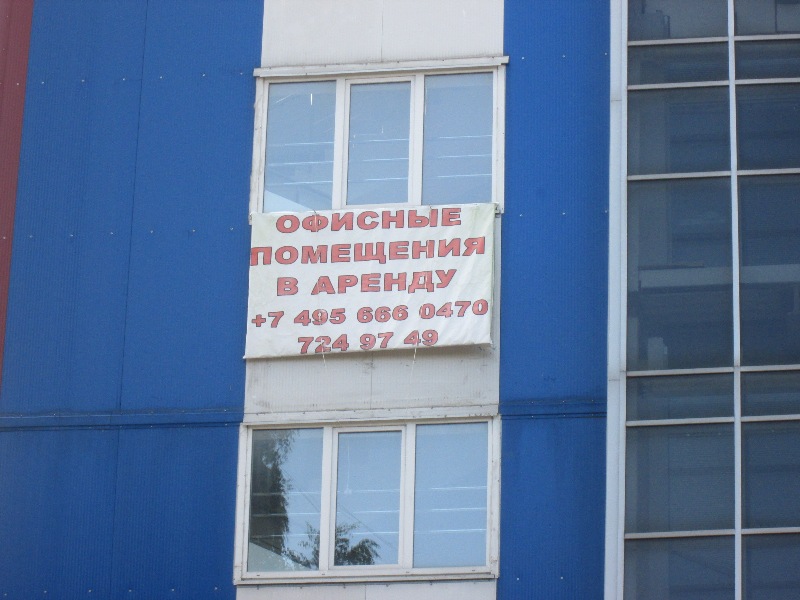 ОФИСНЫЕ
ПОМЕЩЕНИЯ
В АРЕНДУ
+7 495 666 0470
724 97 49